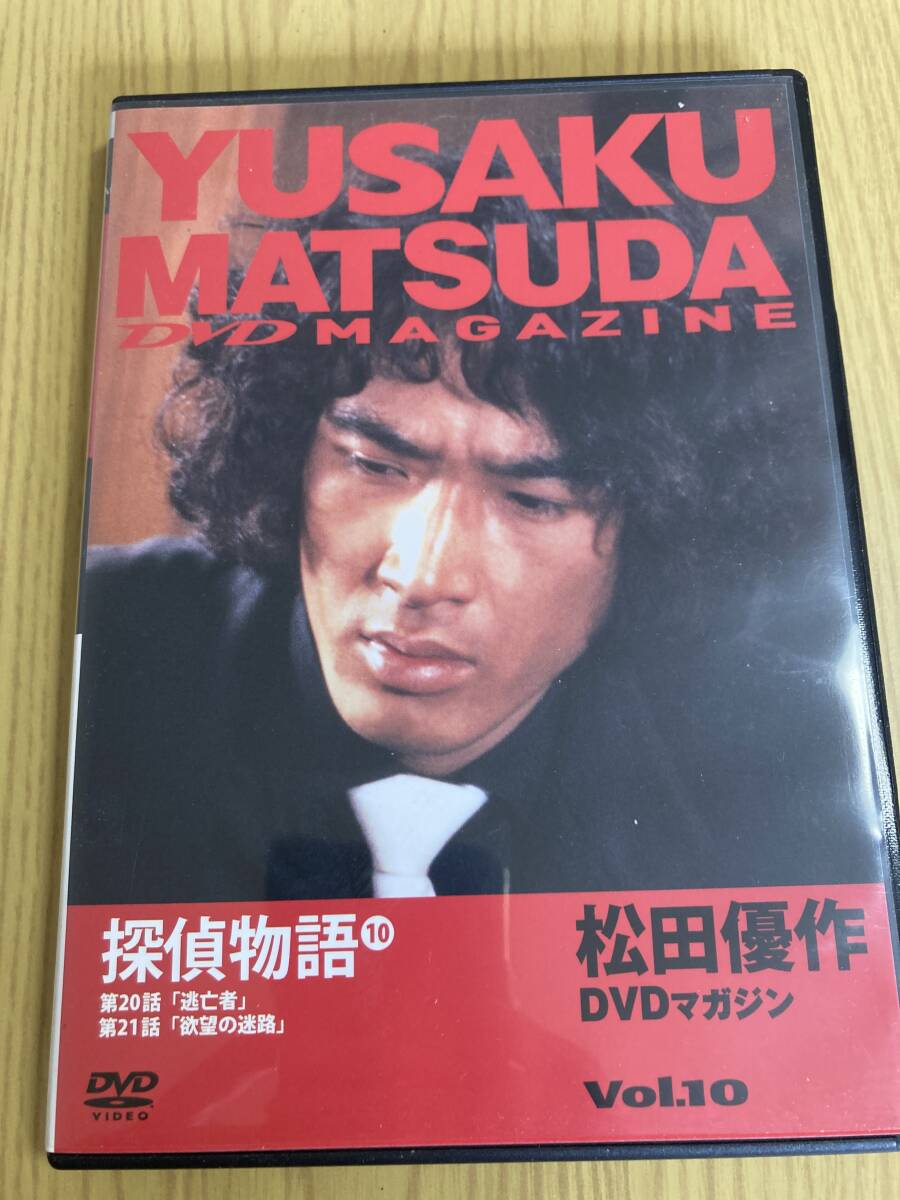 YUSAKU
MATSUDA
DVD MAGAZINE
探偵物語⑩
第20話「逃亡者」
第21話「欲望の迷路」
松田優作
DVDマガジン
DVD
VIDEO
Vol.10